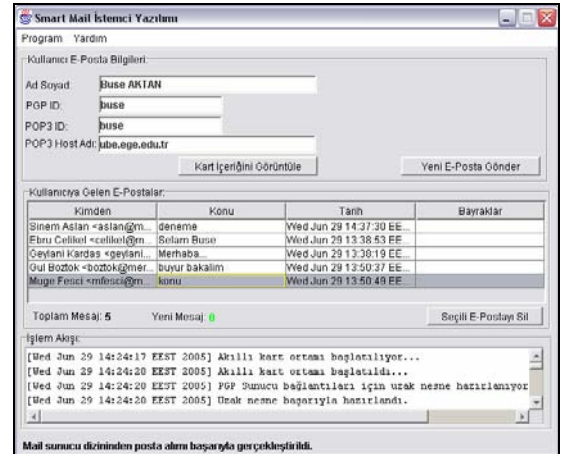 Smart Mail İstemci Yazılımı
Program Yardım
Kullanıcı E-Posta Bilgileri:
Ad Soyad: Buse AKTAN
PGP ID: buse
POP3 ID: buse
POP3 Host Adı: ube.ege.edu.tr
Kart İçeriğini Görüntüle Yeni E-Posta Gönder
Kullanıcıya Gelen E-Postalar:
Kimden Konu Tarih Bayraklar
Sinem Aslan <aslan@m... deneme Wed Jun 29 14:37:30 EE...
Ebru Celikel <celikel@m... Selam Buse Wed Jun 29 13:38:53 EE...
Geylani Kardas <geylani... Merhaba... Wed Jun 29 13:38:19 EE...
Gul Boztok <boztok@mer... buyur bakalim Wed Jun 29 13:50:37 EE...
Muge Fesci <mfesci@m... konu Wed Jun 29 13:50:49 EE...
Toplam Mesaj: 5 Yeni Mesaj: 0 Seçili E-Postayı Sil
İşlem Akışı:
[Wed Jun 29 14:24:17 EEST 2005] Akıllı kart ortamı başlatılıyor...
[Wed Jun 29 14:24:20 EEST 2005] Akıllı kart ortamı başlatıldı...
[Wed Jun 29 14:24:20 EEST 2005] PGP Sunucu bağlantıları için uzak nesne hazırlanıyor
[Wed Jun 29 14:24:20 EEST 2005] Uzak nesne başarıyla hazırlandı.
Mail sunucu dizininden posta alımı başarıyla gerçekleştirildi.